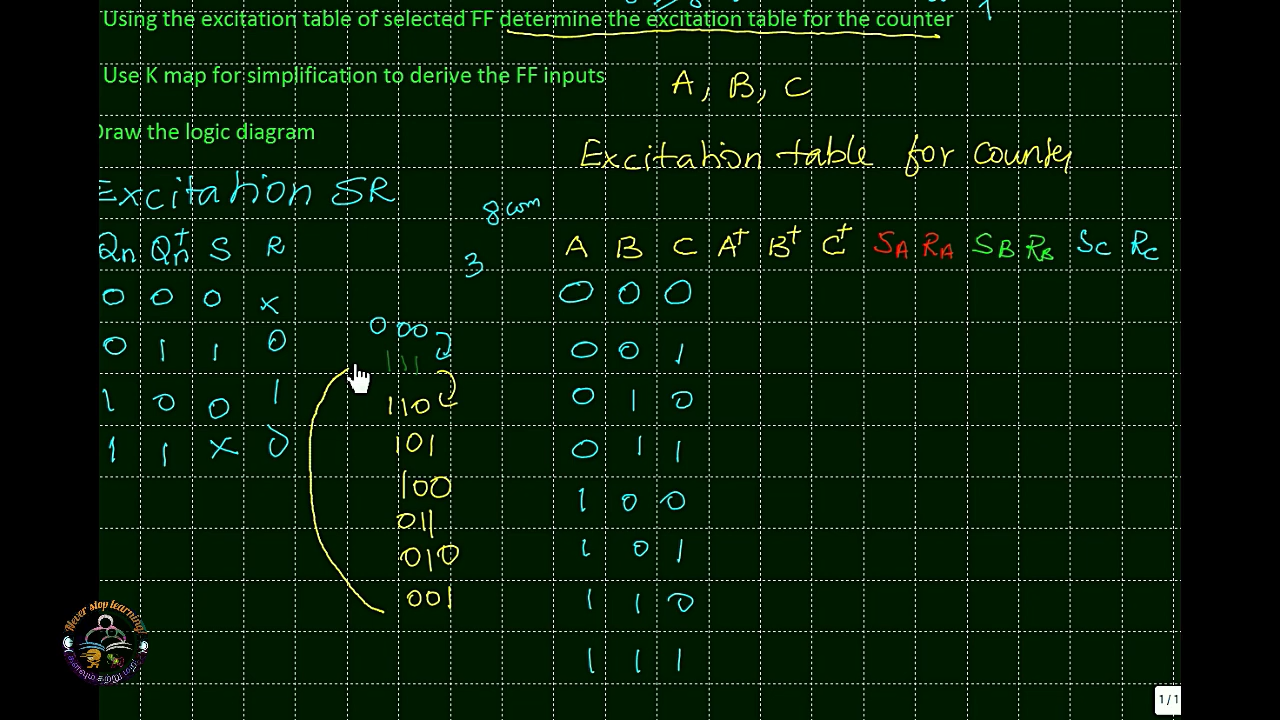 Using the excitation table of selected FF determine the excitation table for the counter
Use K map for simplification to derive the FF inputs
A, B, C
Draw the logic diagram
Excitation table for Counter
Excitation SR
8 com
3
Qn Qn+ S R
0 0 0 x
0 1 1 0
1 0 0 1
1 1 x 0
000
111
110
101
100
011
010
001
A B C A+ B+ C+ SA RA SB RB SC RC
0 0 0
0 0 1
0 1 0
0 1 1
1 0 0
1 0 1
1 1 0
1 1 1
Never stop learning!
1 / 1